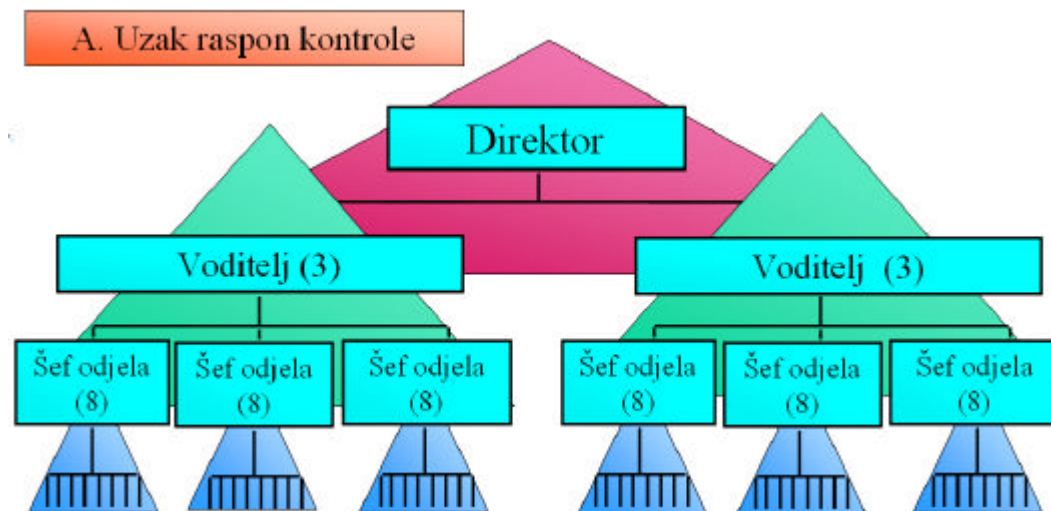 A. Uzak raspon kontrole
Direktor
Voditelj (3)
Voditelj (3)
Šef odjela
(8)
Šef odjela
(8)
Šef odjela
(8)
Šef odjela
(8)
Šef odjela
(8)
Šef odjela
(8)